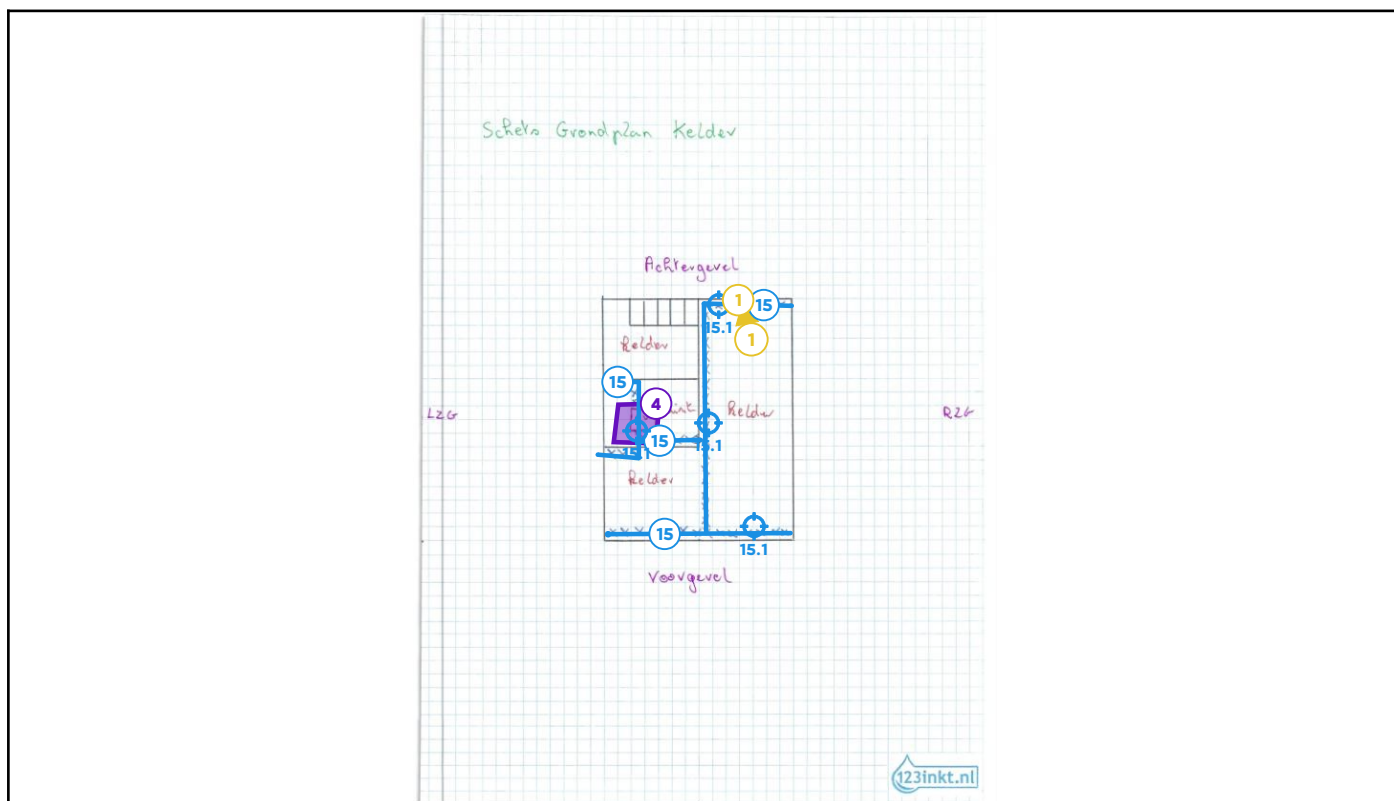 Schets Grondplan Kelder
Achtergevel
1
15
15.1
1
Kelder
15
4
LZG
Kelder
RZG
15
15.1
15.1
Kelder
15
15.1
Voorgevel
123inkt.nl